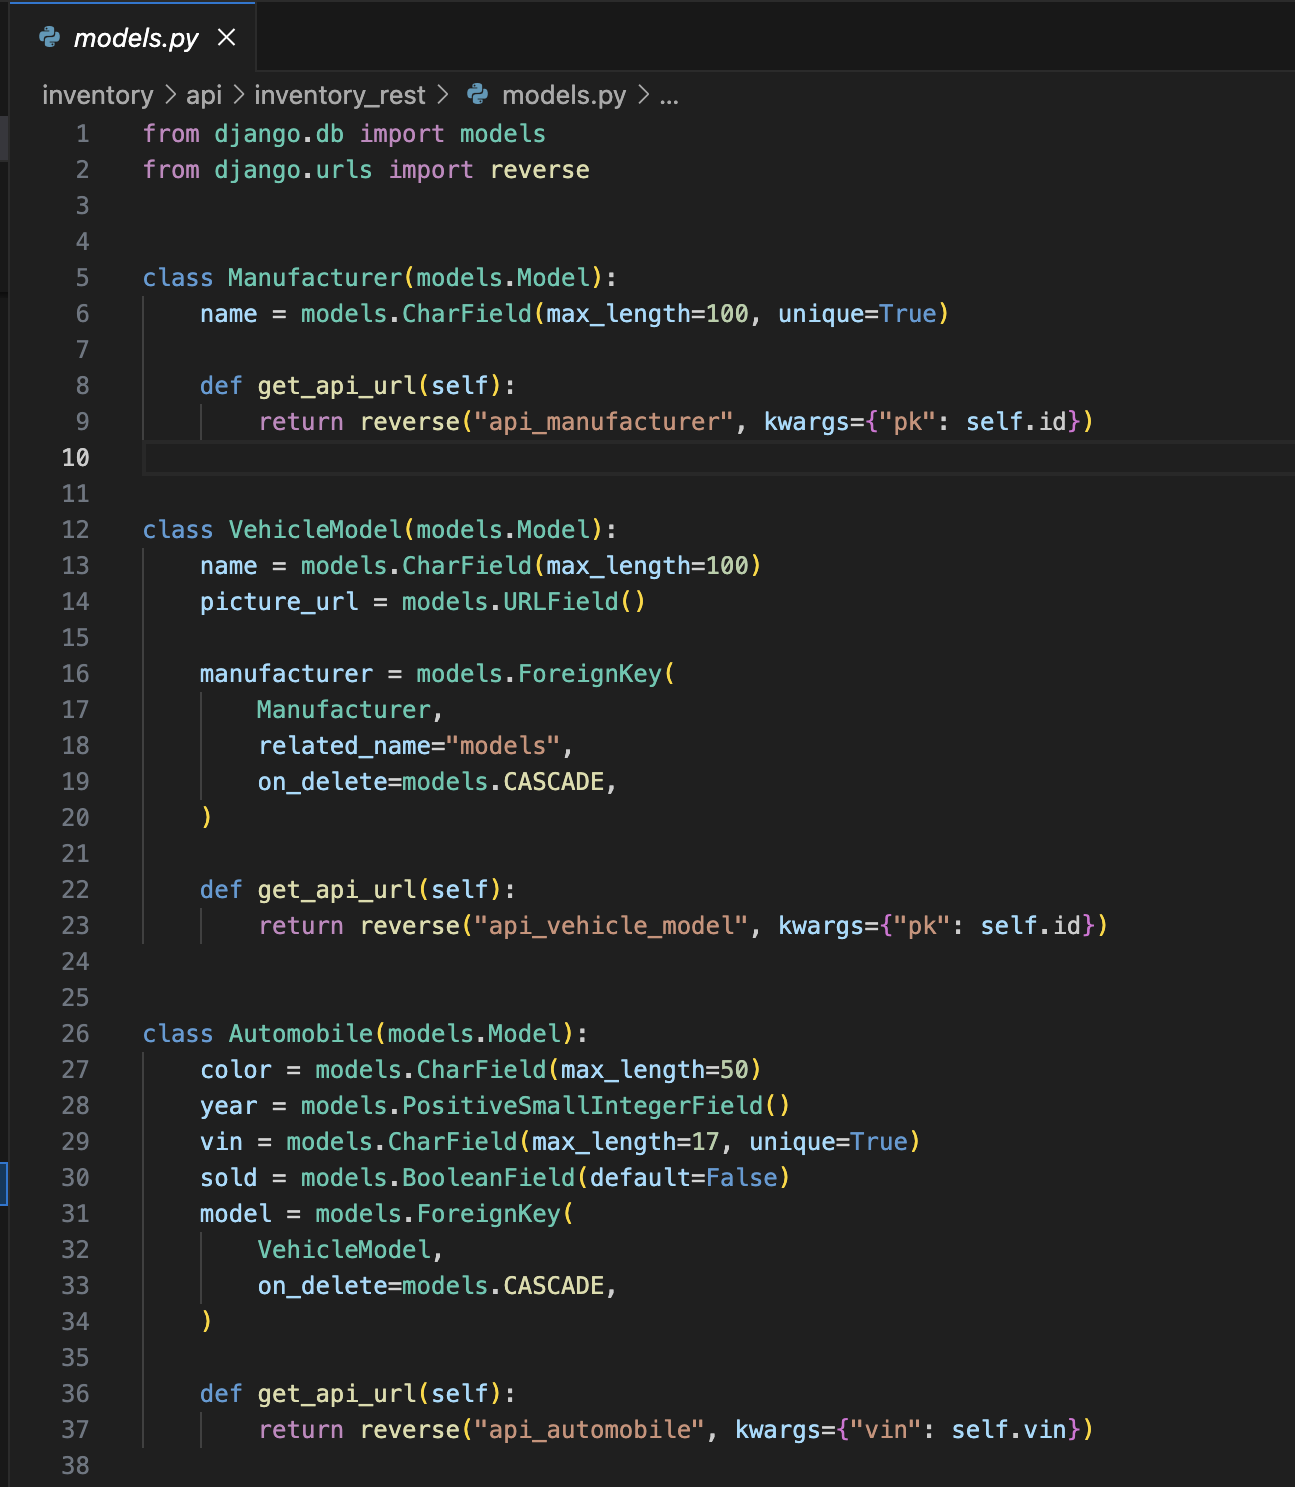 models.py
inventory > api > inventory_rest > models.py > ...
1 from django.db import models
2 from django.urls import reverse
3
4
5 class Manufacturer(models.Model):
6     name = models.CharField(max_length=100, unique=True)
7
8     def get_api_url(self):
9         return reverse("api_manufacturer", kwargs={"pk": self.id})
10
11
12 class VehicleModel(models.Model):
13     name = models.CharField(max_length=100)
14     picture_url = models.URLField()
15
16     manufacturer = models.ForeignKey(
17         Manufacturer,
18         related_name="models",
19         on_delete=models.CASCADE,
20     )
21
22     def get_api_url(self):
23         return reverse("api_vehicle_model", kwargs={"pk": self.id})
24
25
26 class Automobile(models.Model):
27     color = models.CharField(max_length=50)
28     year = models.PositiveSmallIntegerField()
29     vin = models.CharField(max_length=17, unique=True)
30     sold = models.BooleanField(default=False)
31     model = models.ForeignKey(
32         VehicleModel,
33         on_delete=models.CASCADE,
34     )
35
36     def get_api_url(self):
37         return reverse("api_automobile", kwargs={"vin": self.vin})
38